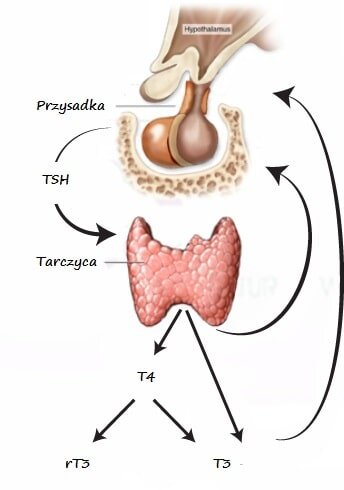 Hypothalamus
Przysadka
TSH
Tarczyca
T4
rT3
T3